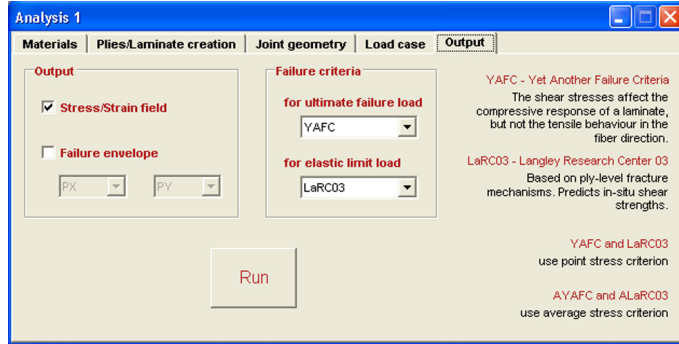 Analysis 1
Materials
Plies/Laminate creation
Joint geometry
Load case
Output
Output
Stress/Strain field
Failure envelope
PX
PY
Failure criteria
for ultimate failure load
YAFC
for elastic limit load
LaRC03
Run
YAFC - Yet Another Failure Criteria
The shear stresses affect the
compressive response of a laminate,
but not the tensile behaviour in the
fiber direction.
LaRC03 - Langley Research Center 03
Based on ply-level fracture
mechanisms. Predicts in-situ shear
strengths.
YAFC and LaRC03
use point stress criterion
AYAFC and ALaRC03
use average stress criterion